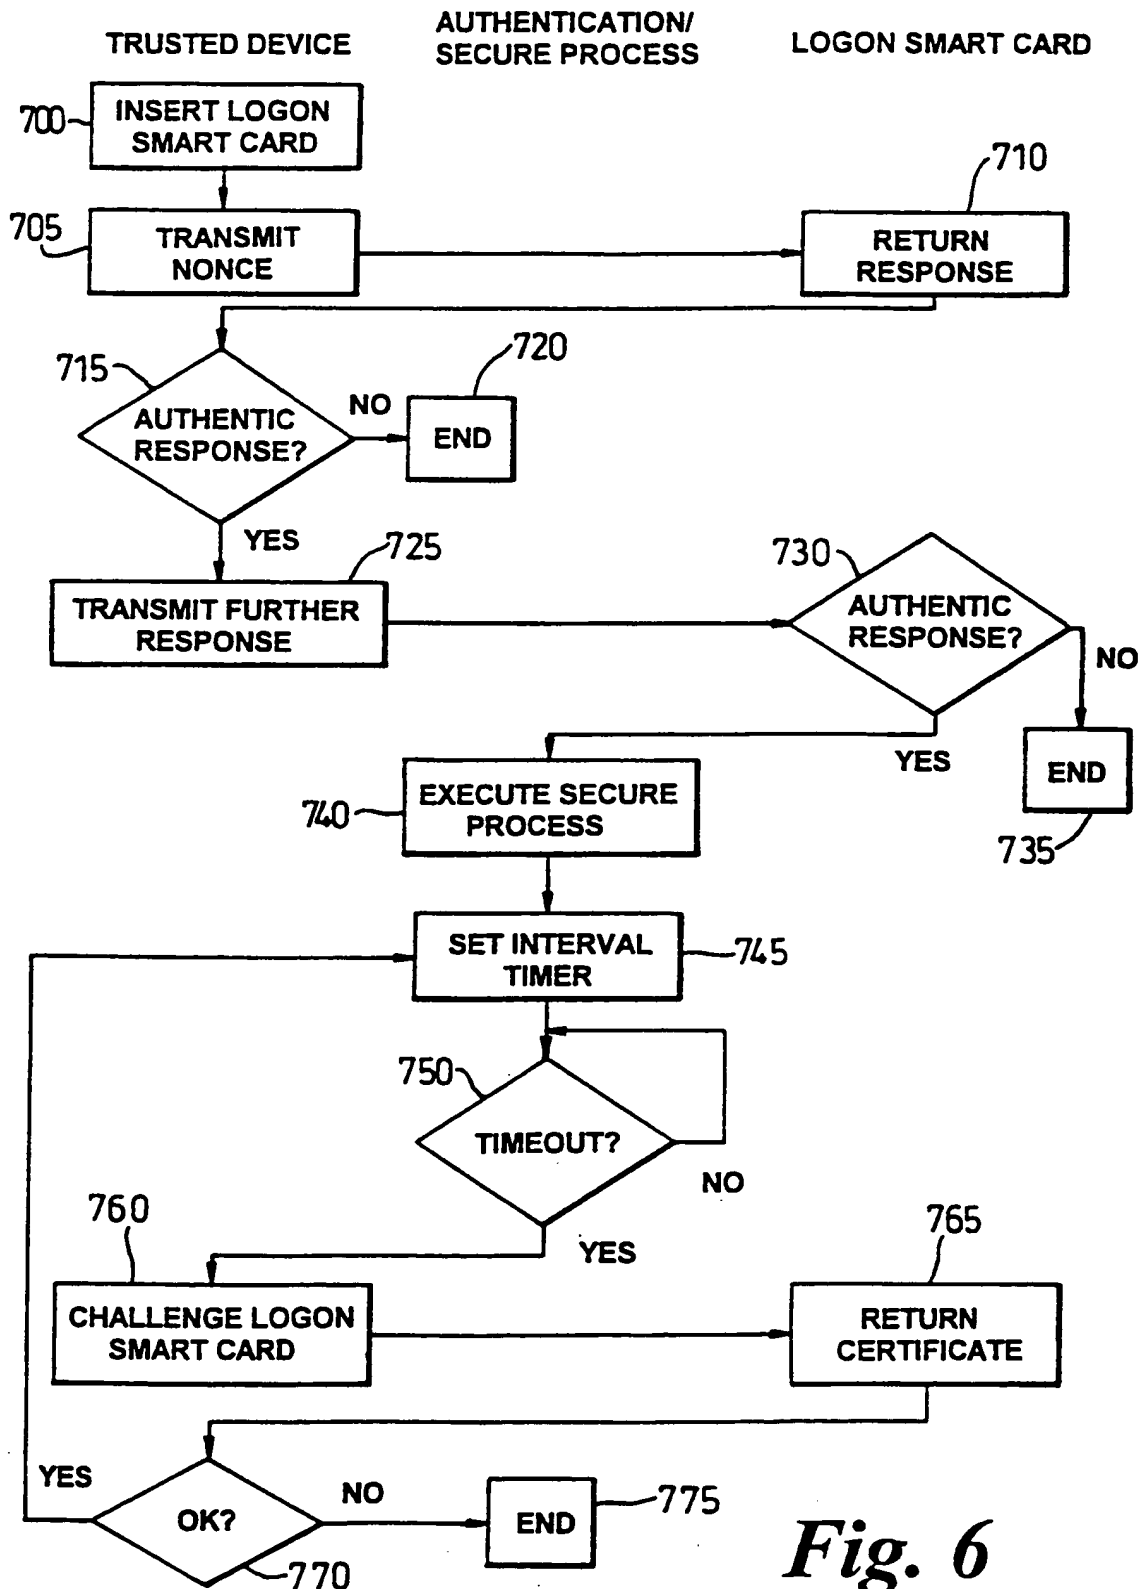 TRUSTED DEVICE
AUTHENTICATION/
SECURE PROCESS
LOGON SMART CARD
700
INSERT LOGON
SMART CARD
705
TRANSMIT
NONCE
710
RETURN
RESPONSE
715
AUTHENTIC
RESPONSE?
NO
720
END
YES
725
TRANSMIT FURTHER
RESPONSE
730
AUTHENTIC
RESPONSE?
NO
YES
END
735
740
EXECUTE SECURE
PROCESS
SET INTERVAL
TIMER
745
750
TIMEOUT?
NO
YES
760
CHALLENGE LOGON
SMART CARD
765
RETURN
CERTIFICATE
YES
OK?
770
NO
END
775
Fig. 6